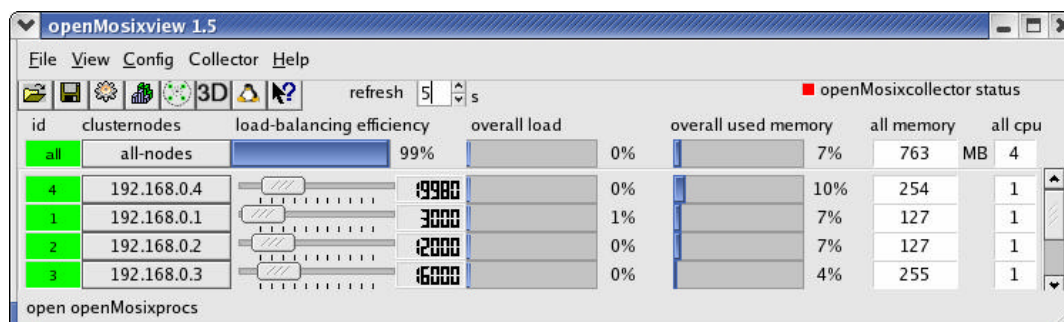 openMosixview 1.5
File View Config Collector Help
3D refresh 5 s openMosixcollector status
id clusternodes load-balancing efficiency overall load overall used memory all memory all cpu
all all-nodes 99% 0% 7% 763 MB 4
4 192.168.0.4 19980 0% 10% 254 1
1 192.168.0.1 3000 1% 7% 127 1
2 192.168.0.2 12000 0% 7% 127 1
3 192.168.0.3 16000 0% 4% 255 1
open openMosixprocs